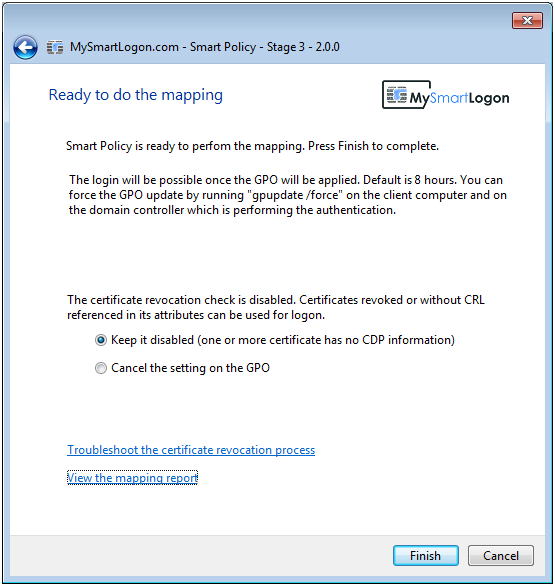 MySmartLogon.com - Smart Policy - Stage 3 - 2.0.0
Ready to do the mapping
MySmartLogon
Smart Policy is ready to perfom the mapping. Press Finish to complete.
The login will be possible once the GPO will be applied. Default is 8 hours. You can
force the GPO update by running "gpupdate /force" on the client computer and on
the domain controller which is performing the authentication.
The certificate revocation check is disabled. Certificates revoked or without CRL
referenced in its attributes can be used for logon.
Keep it disabled (one or more certificate has no CDP information)
Cancel the setting on the GPO
Troubleshoot the certificate revocation process
View the mapping report
Finish
Cancel